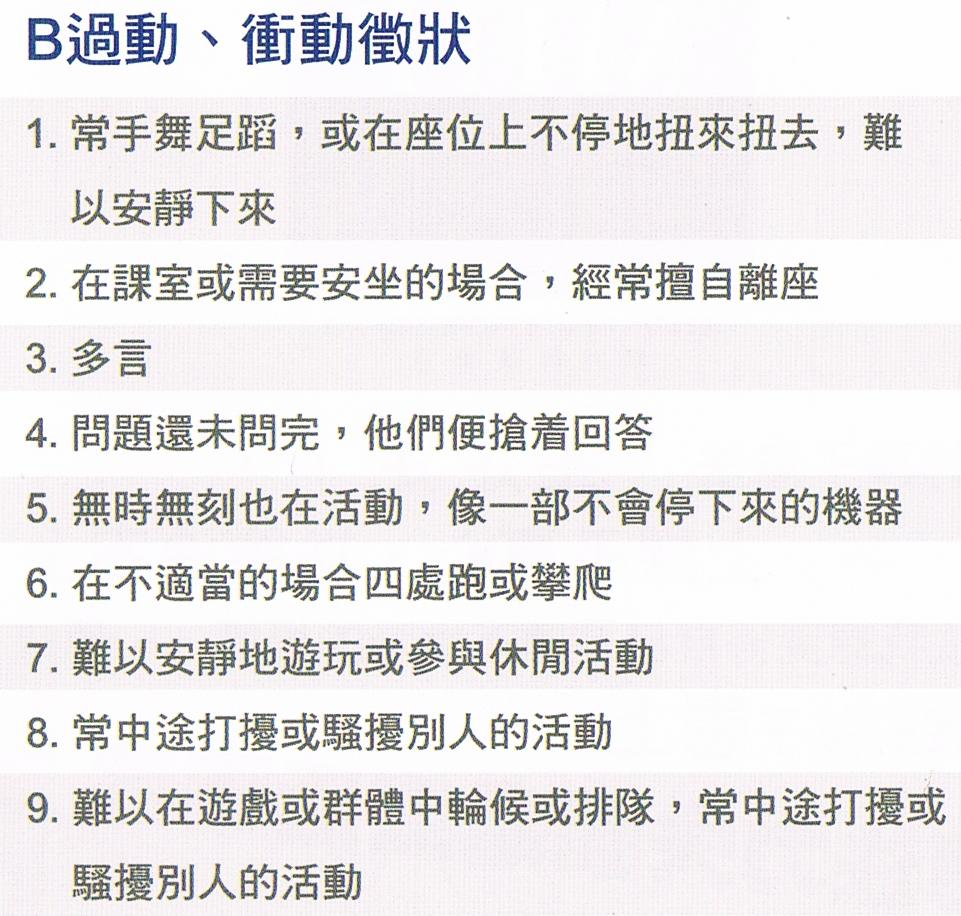 B過動、衝動徵狀
1. 常手舞足蹈，或在座位上不停地扭來扭去，難
以安靜下來
2. 在課室或需要安坐的場合，經常擅自離座
3. 多言
4. 問題還未問完，他們便搶着回答
5. 無時無刻也在活動，像一部不會停下來的機器
6. 在不適當的場合四處跑或攀爬
7. 難以安靜地遊玩或參與休閒活動
8. 常中途打擾或騷擾別人的活動
9. 難以在遊戲或群體中輪候或排隊，常中途打擾或
騷擾別人的活動